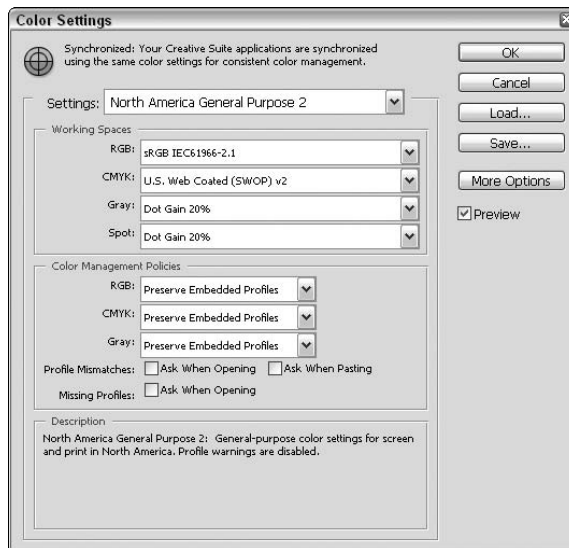 Color Settings
Synchronized: Your Creative Suite applications are synchronized
using the same color settings for consistent color management.
OK
Cancel
Load...
Save...
More Options
Preview
Settings: North America General Purpose 2
Working Spaces
RGB: sRGB IEC61966-2.1
CMYK: U.S. Web Coated (SWOP) v2
Gray: Dot Gain 20%
Spot: Dot Gain 20%
Color Management Policies
RGB: Preserve Embedded Profiles
CMYK: Preserve Embedded Profiles
Gray: Preserve Embedded Profiles
Profile Mismatches: Ask When Opening Ask When Pasting
Missing Profiles: Ask When Opening
Description
North America General Purpose 2: General-purpose color settings for screen
and print in North America. Profile warnings are disabled.